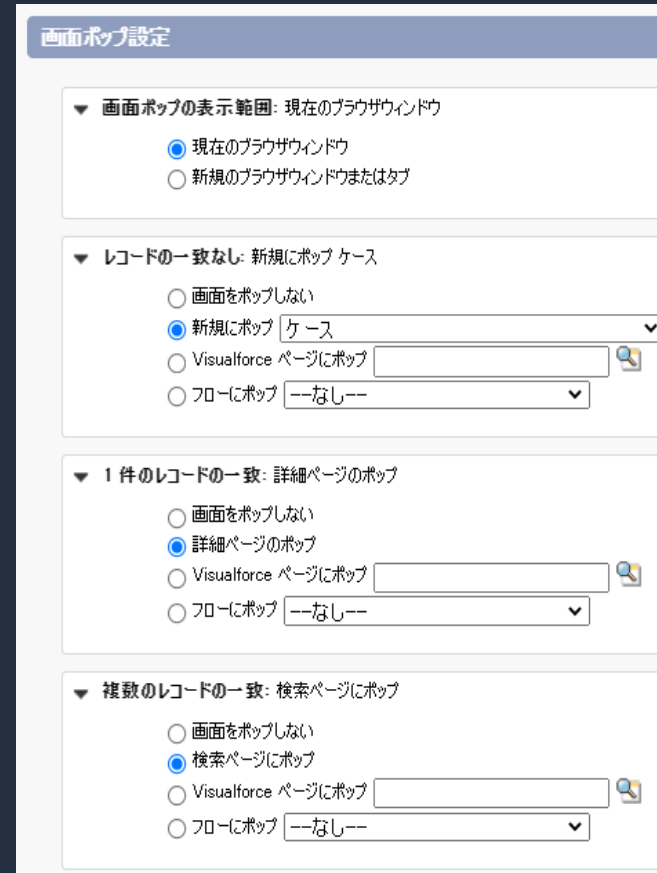 画面ポップ設定
画面ポップの表示範囲: 現在のブラウザウィンドウ
現在のブラウザウィンドウ
新規のブラウザウィンドウまたはタブ
レコードの一致なし: 新規にポップ ケース
画面をポップしない
新規にポップ ケース
Visualforce ページにポップ
フローにポップ --なし--
1 件のレコードの一致: 詳細ページのポップ
画面をポップしない
詳細ページのポップ
Visualforce ページにポップ
フローにポップ --なし--
複数のレコードの一致: 検索ページにポップ
画面をポップしない
検索ページにポップ
Visualforce ページにポップ
フローにポップ --なし--